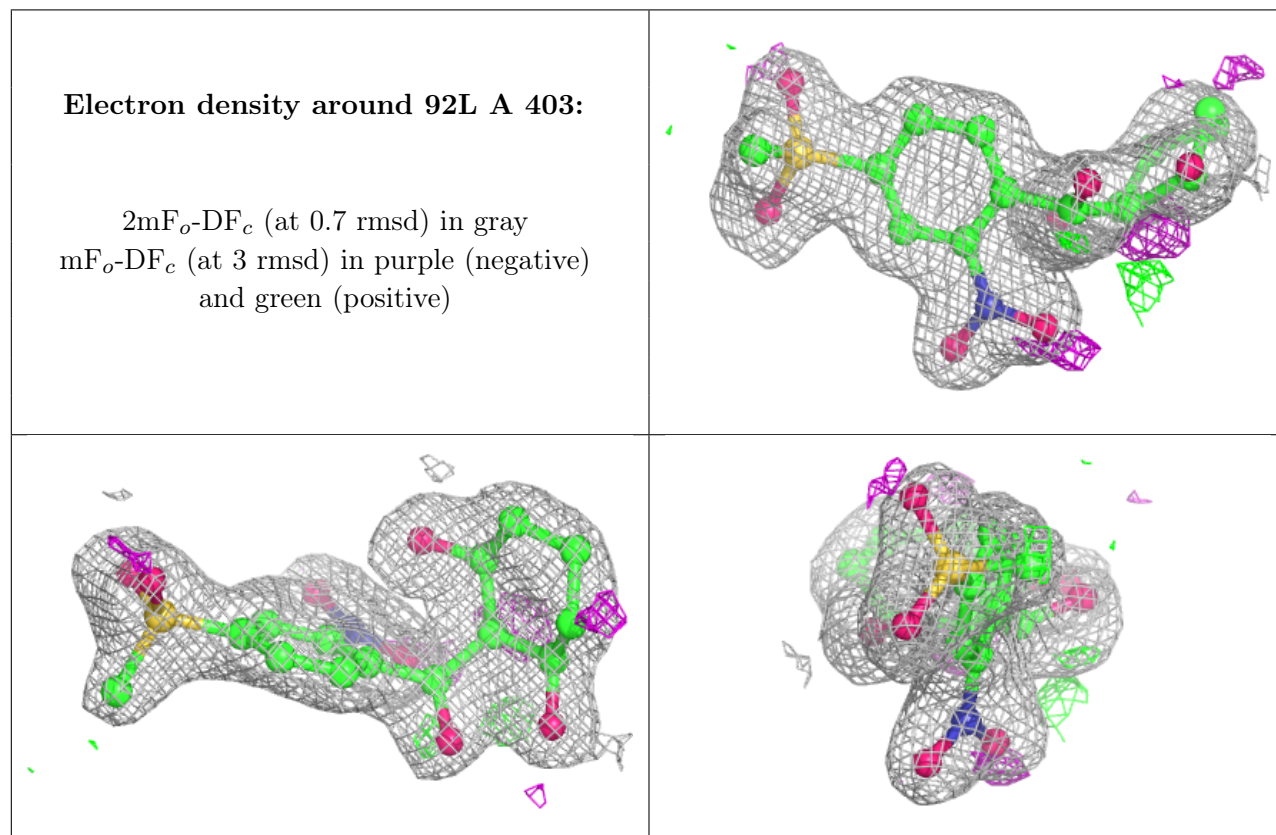 Electron density around 92L A 403:
2mFo-DFc (at 0.7 rmsd) in gray
mFo-DFc (at 3 rmsd) in purple (negative)
and green (positive)